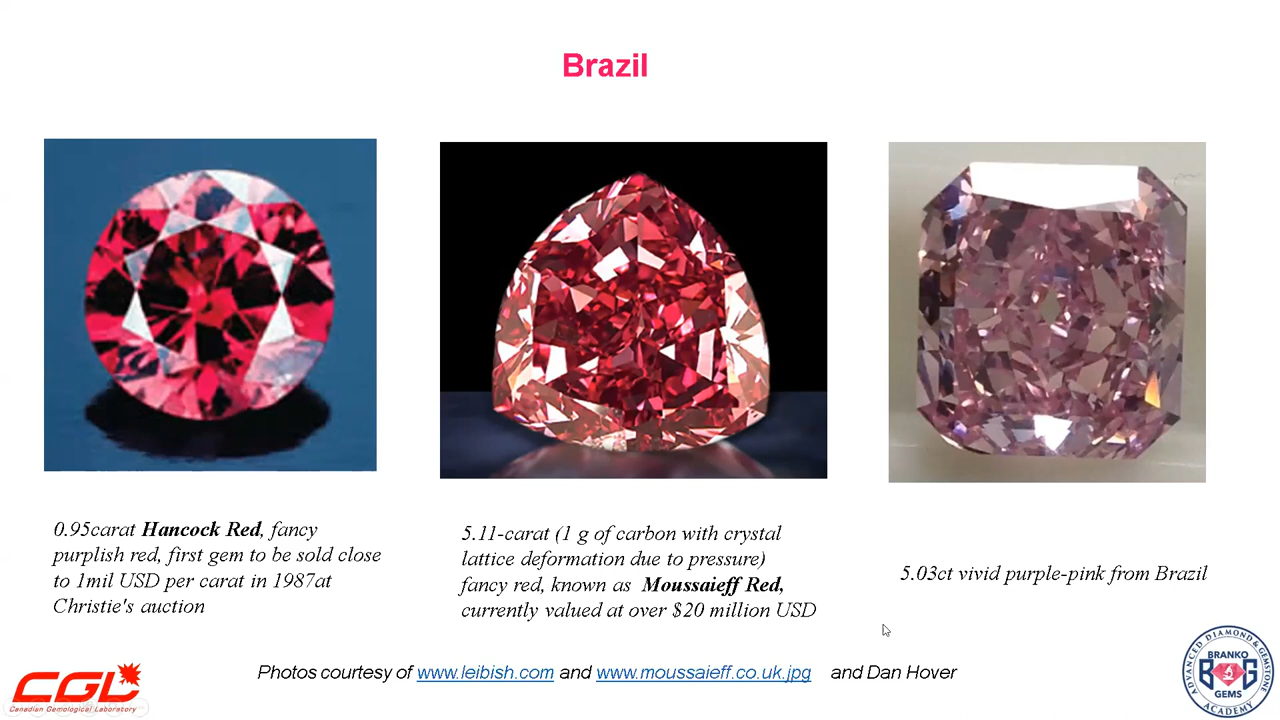 Brazil
0.95carat Hancock Red, fancy
purplish red, first gem to be sold close
to 1mil USD per carat in 1987at
Christie's auction
5.11-carat (1 g of carbon with crystal
lattice deformation due to pressure)
fancy red, known as Moussaieff Red,
currently valued at over $20 million USD
5.03ct vivid purple-pink from Brazil
Photos courtesy of www.leibish.com and www.moussaieff.co.uk.jpg and Dan Hover
CGL
Canadian Gemological Laboratory
ADVANCED DIAMOND & GEMSTONE
BRANKO
GEMS
ACADEMY